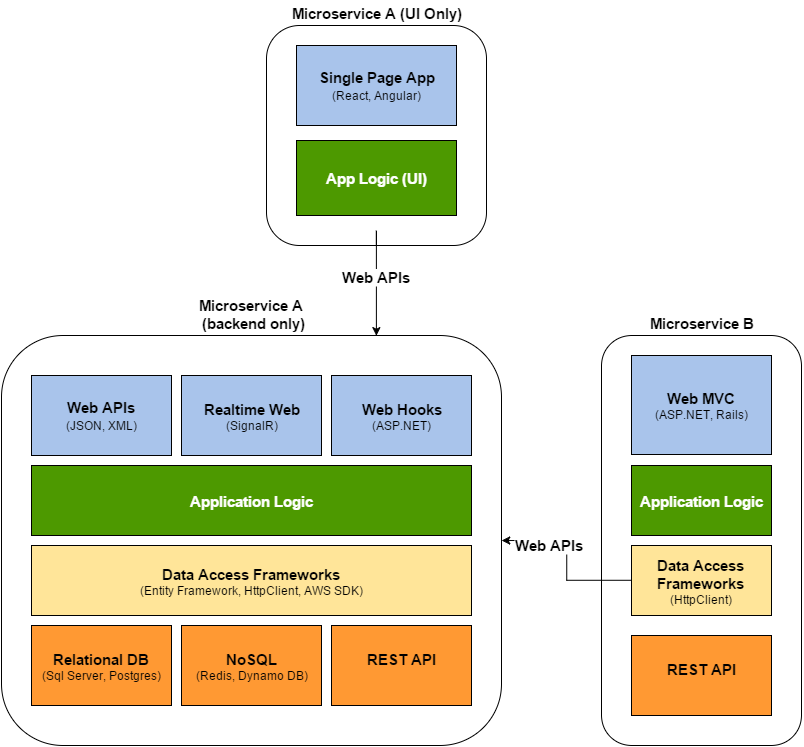 Microservice A (UI Only)
Single Page App
(React, Angular)
App Logic (UI)
Web APIs
Microservice A
(backend only)
Web APIs
(JSON, XML)
Realtime Web
(SignalR)
Web Hooks
(ASP.NET)
Application Logic
Data Access Frameworks
(Entity Framework, HttpClient, AWS SDK)
Relational DB
(Sql Server, Postgres)
NoSQL
(Redis, Dynamo DB)
REST API
Web APIs
Microservice B
Web MVC
(ASP.NET, Rails)
Application Logic
Data Access
Frameworks
(HttpClient)
REST API